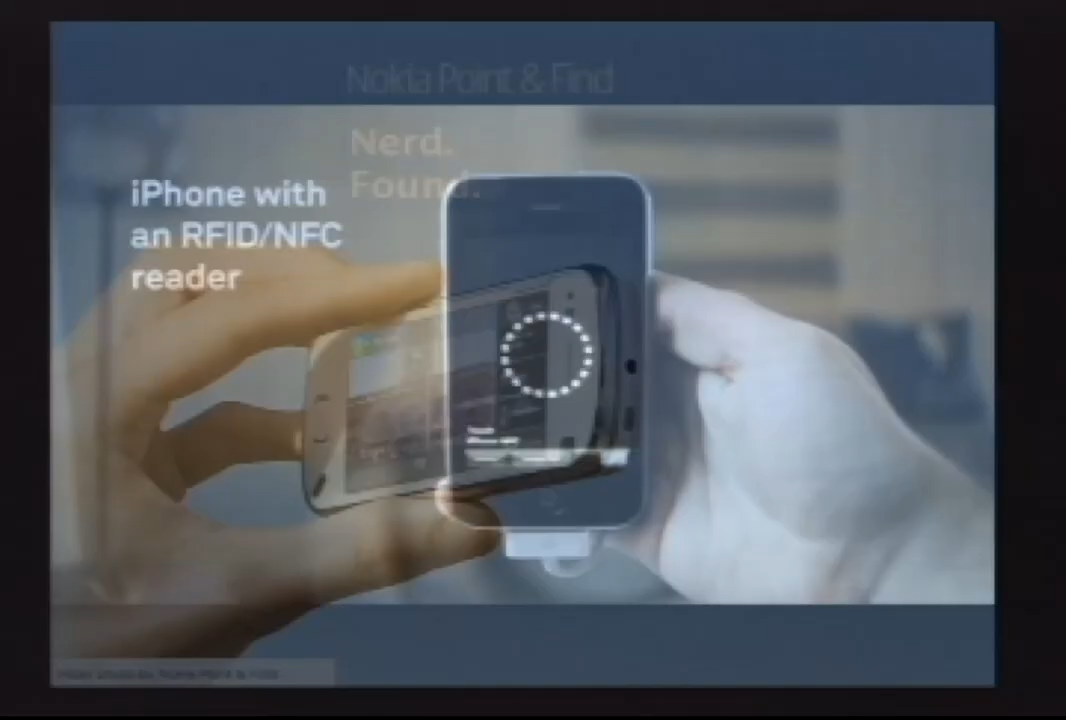 Nokia Point & Find
Nerd.
Found.
iPhone with
an RFID/NFC
reader